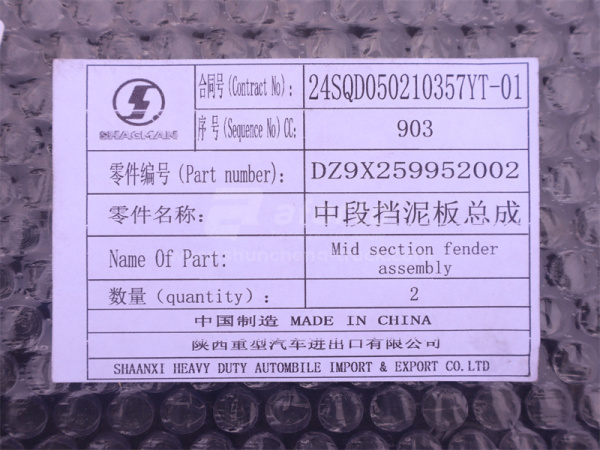 SHACMAN
合同号(Contract No): 24SQD050210357YT-01
序号(Sequence No)CC: 903
零件编号(Part number): DZ9X259952002
零件名称: 中段挡泥板总成
Name Of Part: Mid section fender
assembly
数量(quantity): 2
中国制造 MADE IN CHINA
陕西重型汽车进出口有限公司
SHAANXI HEAVY DUTY AUTOMBILE IMPORT & EXPORT CO.LTD